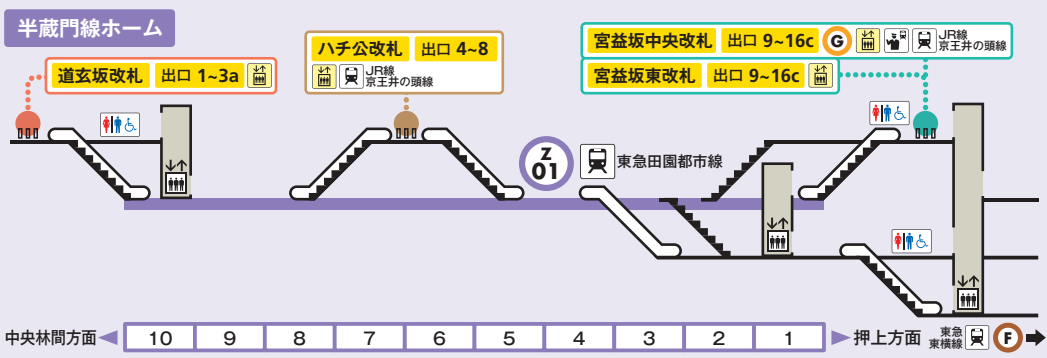 半蔵門線ホーム
道玄坂改札 出口 1~3a
ハチ公改札 出口 4~8
JR線
京王井の頭線
宮益坂中央改札 出口 9~16c G JR線
京王井の頭線
宮益坂東改札 出口 9~16c
Z
01
東急田園都市線
中央林間方面 10 9 8 7 6 5 4 3 2 1 押上方面 東急
東横線 F